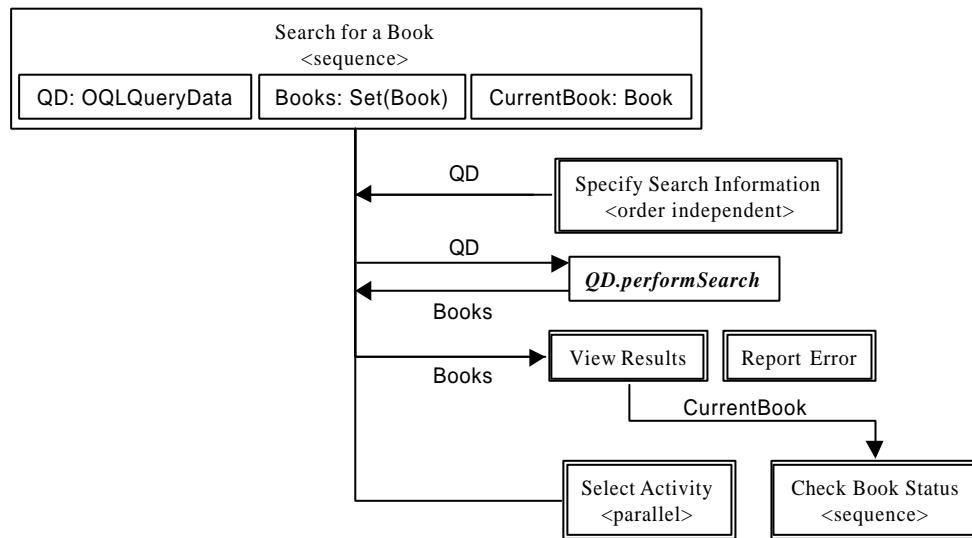 Search for a Book
<sequence>
QD: OQLQueryData
Books: Set(Book)
CurrentBook: Book
QD
Specify Search Information
<order independent>
QD
QD.performSearch
Books
View Results
Report Error
Books
CurrentBook
Select Activity
<parallel>
Check Book Status
<sequence>